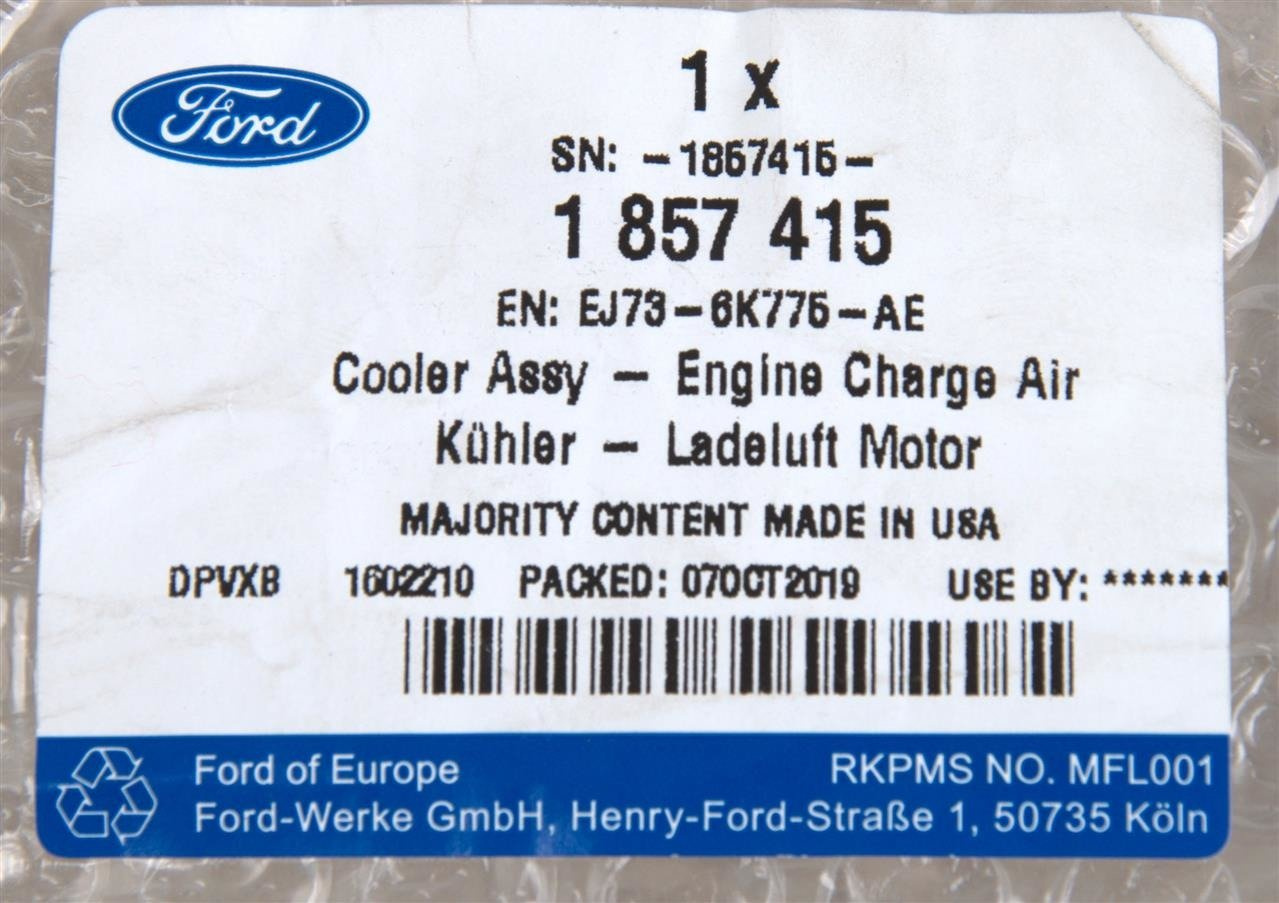 Ford
1 x
SN: -1857415-
1 857 415
EN: EJ73-6K775-AE
Cooler Assy - Engine Charge Air
Kühler - Ladeluft Motor
MAJORITY CONTENT MADE IN USA
DPVXB 1602210 PACKED: 07OCT2019 USE BY: *******
Ford of Europe RKPMS NO. MFL001
Ford-Werke GmbH, Henry-Ford-Straße 1, 50735 Köln